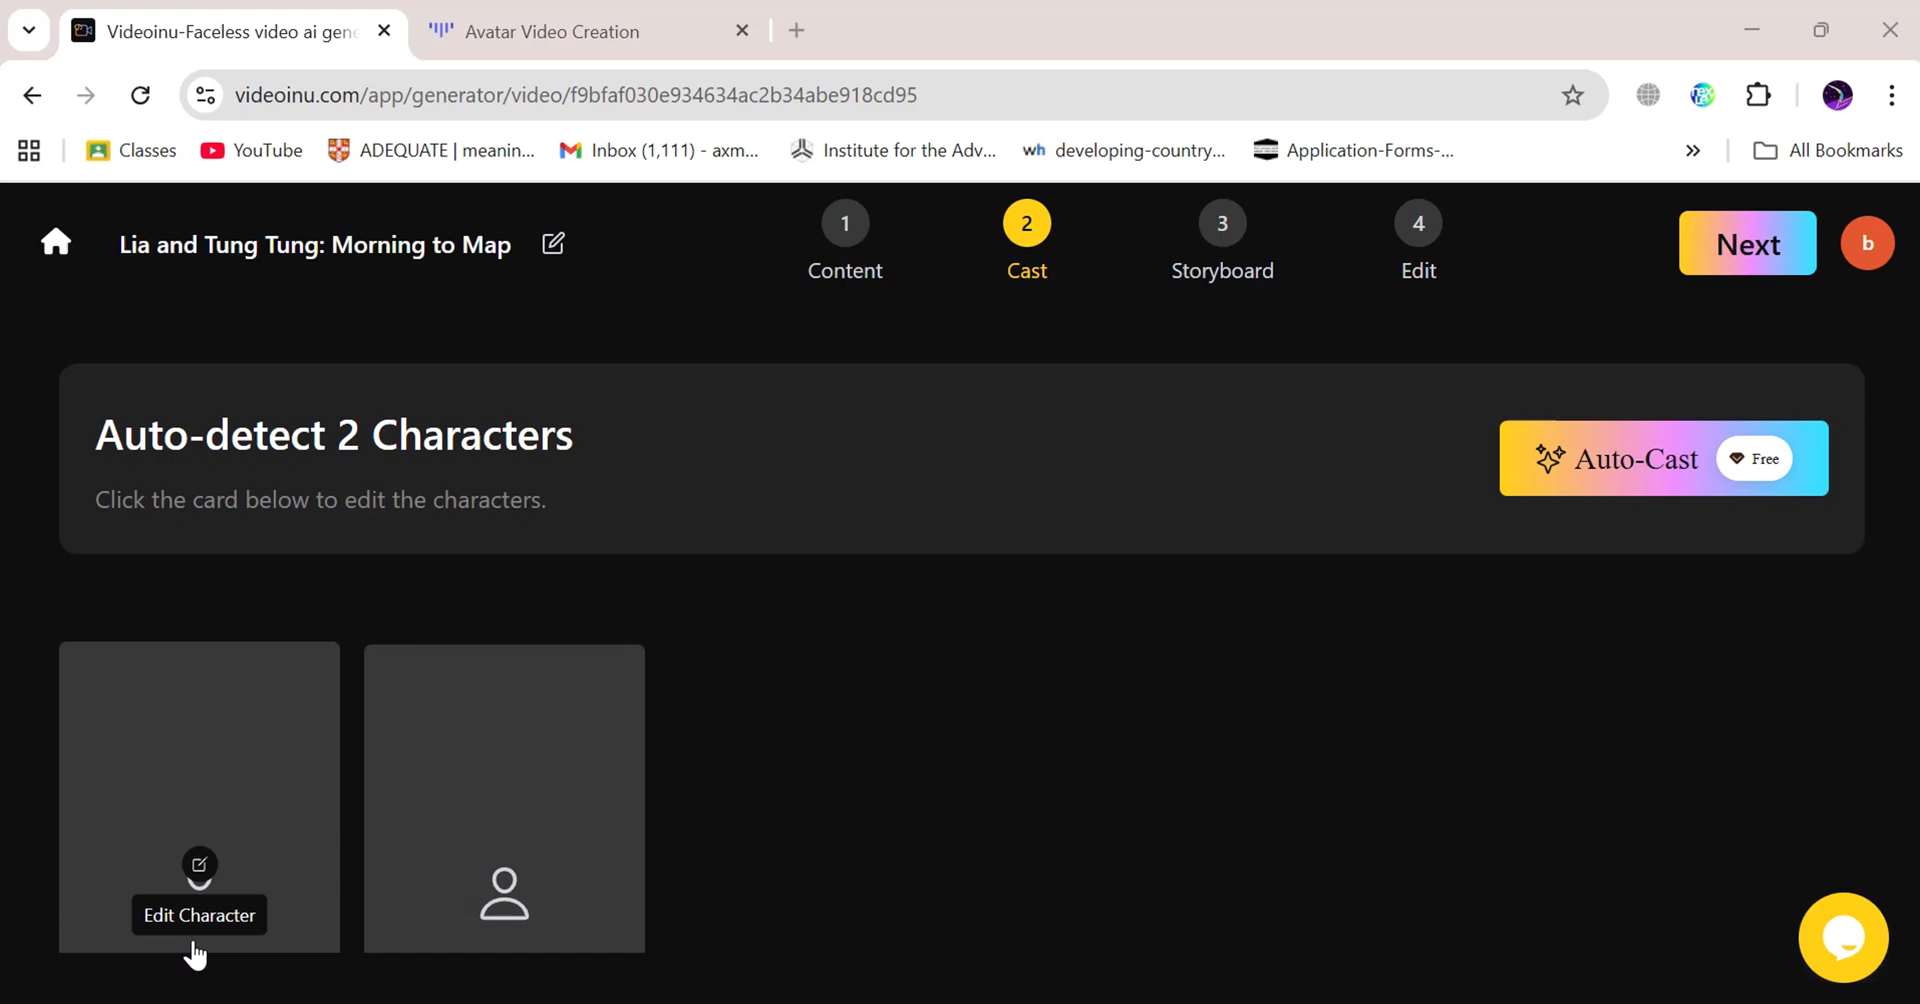 Videoinu-Faceless video ai gene
Avatar Video Creation
videoinu.com/app/generator/video/f9bfaf030e934634ac2b34abe918cd95
Classes
YouTube
ADEQUATE | meanin...
Inbox (1,111) - axm...
Institute for the Adv...
wh developing-country...
Application-Forms-...
All Bookmarks
Lia and Tung Tung: Morning to Map
1
Content
2
Cast
3
Storyboard
4
Edit
Next
b
Auto-detect 2 Characters
Click the card below to edit the characters.
Auto-Cast Free
Edit Character